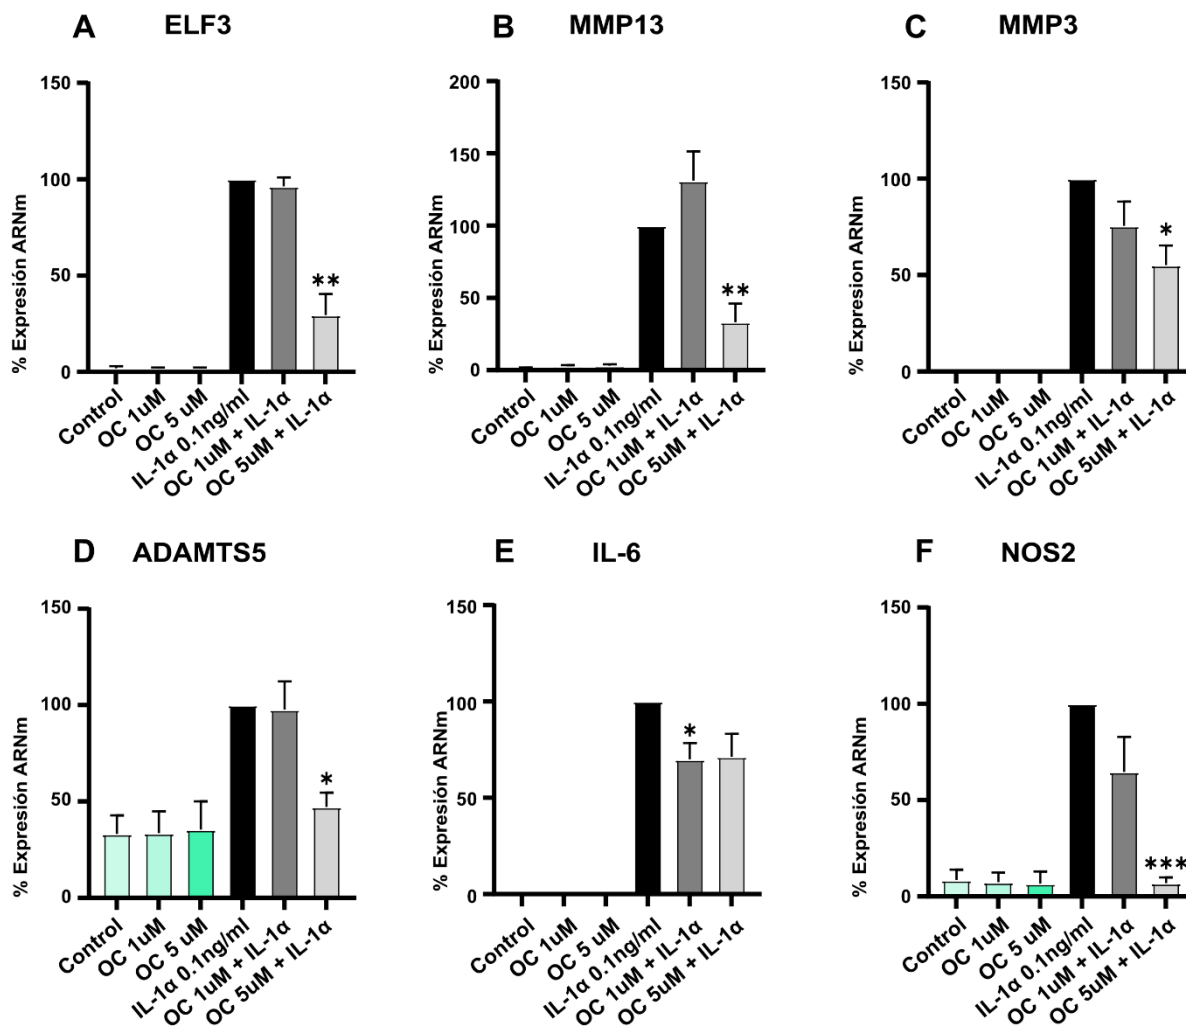 A ELF3
150
100
50
0
% Expresión ARNm
**
Control
OC 1uM
OC 5 uM
IL-1α 0.1ng/ml
OC 1uM + IL-1α
OC 5uM + IL-1α
B MMP13
200
150
100
50
0
% Expresión ARNm
**
Control
OC 1uM
OC 5 uM
IL-1α 0.1ng/ml
OC 1uM + IL-1α
OC 5uM + IL-1α
C MMP3
150
100
50
0
% Expresión ARNm
*
Control
OC 1uM
OC 5 uM
IL-1α 0.1ng/ml
OC 1uM + IL-1α
OC 5uM + IL-1α
D ADAMTS5
150
100
50
0
% Expresión ARNm
*
Control
OC 1uM
OC 5 uM
IL-1α 0.1ng/ml
OC 1uM + IL-1α
OC 5uM + IL-1α
E IL-6
150
100
50
0
% Expresión ARNm
*
Control
OC 1uM
OC 5 uM
IL-1α 0.1ng/ml
OC 1uM + IL-1α
OC 5uM + IL-1α
F NOS2
150
100
50
0
% Expresión ARNm
***
Control
OC 1uM
OC 5 uM
IL-1α 0.1ng/ml
OC 1uM + IL-1α
OC 5uM + IL-1α